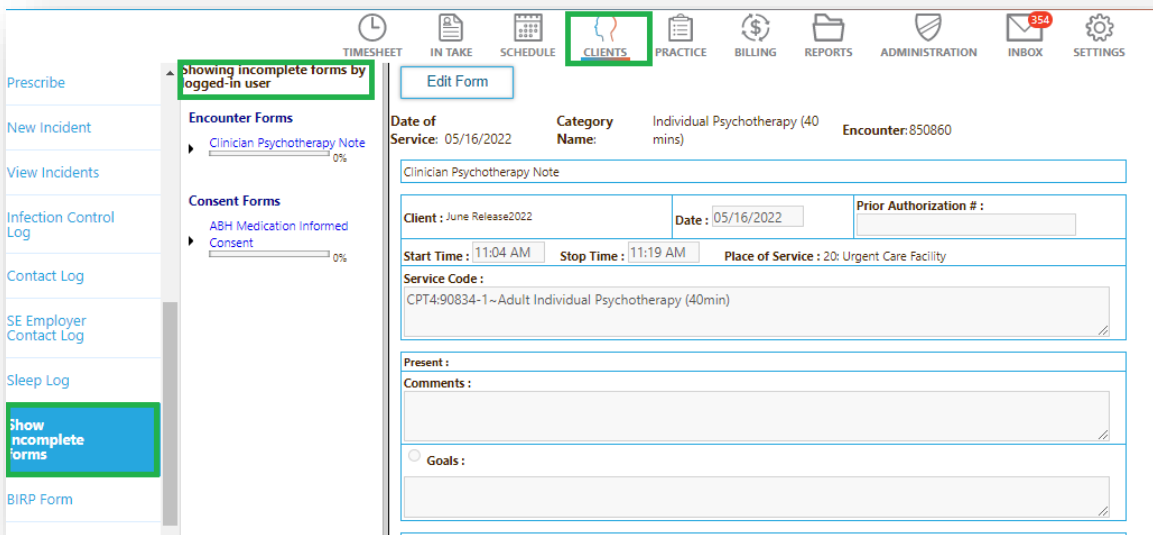 354
TIMESHEET IN TAKE SCHEDULE CLIENTS PRACTICE BILLING REPORTS ADMINISTRATION INBOX SETTINGS
Prescribe
New Incident
View Incidents
Infection Control
Log
Contact Log
SE Employer
Contact Log
Sleep Log
Show
incomplete
forms
BIRP Form
Showing incomplete forms by
logged-in user
Encounter Forms
Clinician Psychotherapy Note
0%
Consent Forms
ABH Medication Informed
Consent
0%
Edit Form
Date of Service: 05/16/2022
Category Name: Individual Psychotherapy (40 mins)
Encounter:850860
Clinician Psychotherapy Note
Client : June Release2022 Date : 05/16/2022 Prior Authorization # :
Start Time : 11:04 AM Stop Time : 11:19 AM Place of Service : 20: Urgent Care Facility
Service Code :
CPT4:90834-1~Adult Individual Psychotherapy (40min)
Present :
Comments :
Goals :